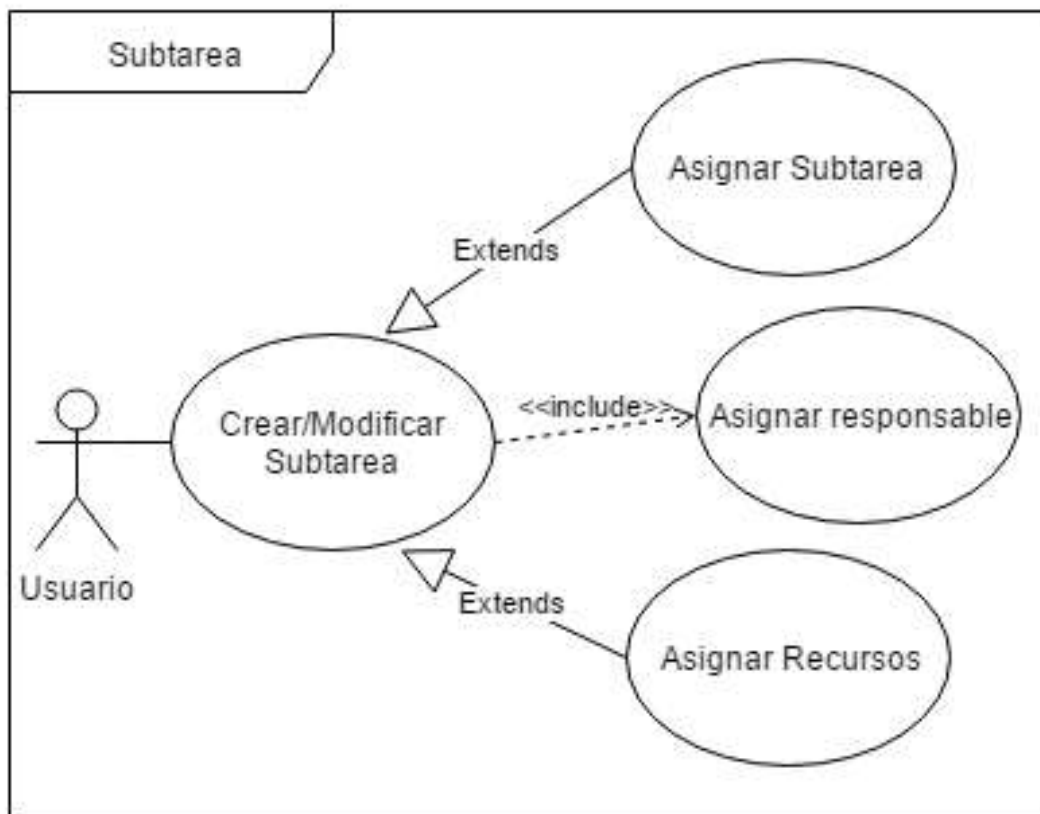 Subtarea
Asignar Subtarea
Extends
<<include>>
Asignar responsable
Crear/Modificar
Subtarea
Usuario
Extends
Asignar Recursos